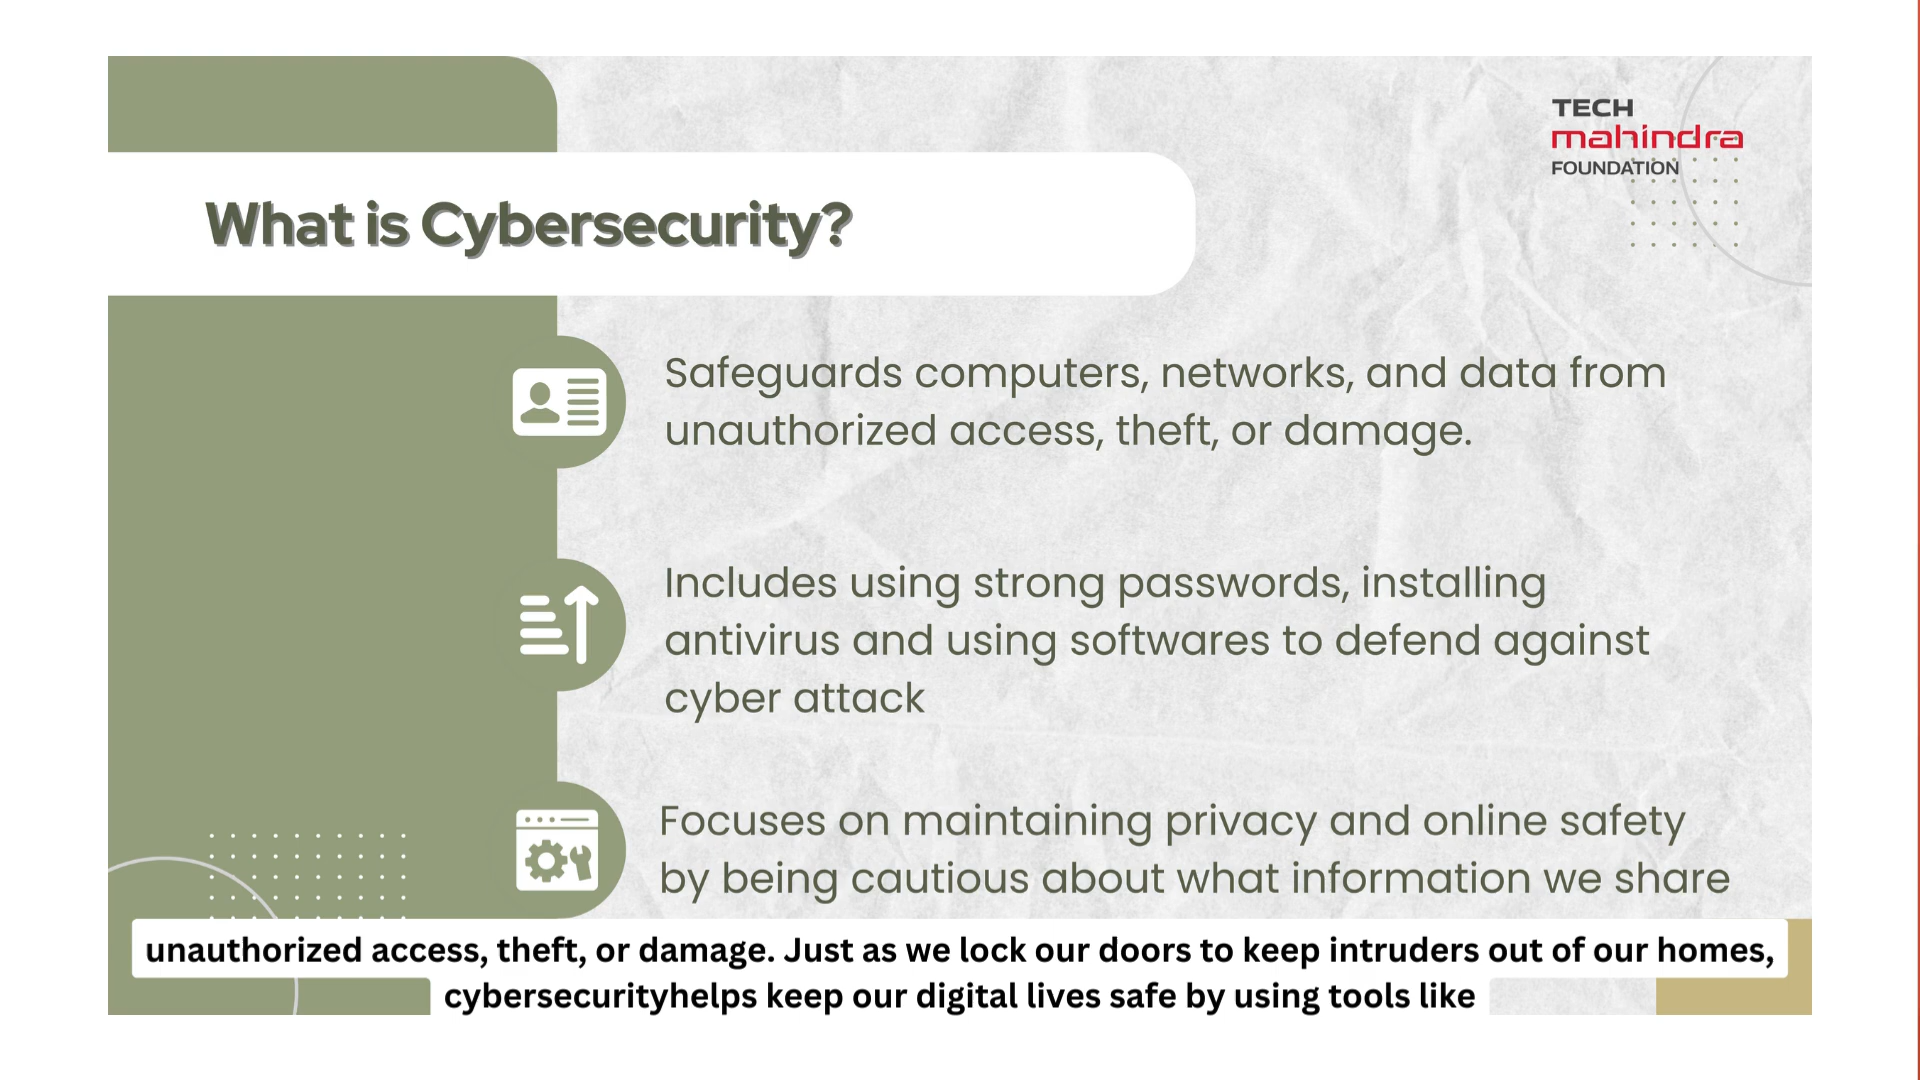 TECH
mahindra
FOUNDATION
What is Cybersecurity?
Safeguards computers, networks, and data from
unauthorized access, theft, or damage.
Includes using strong passwords, installing
antivirus and using softwares to defend against
cyber attack
Focuses on maintaining privacy and online safety
by being cautious about what information we share
unauthorized access, theft, or damage. Just as we lock our doors to keep intruders out of our homes,
cybersecurityhelps keep our digital lives safe by using tools like